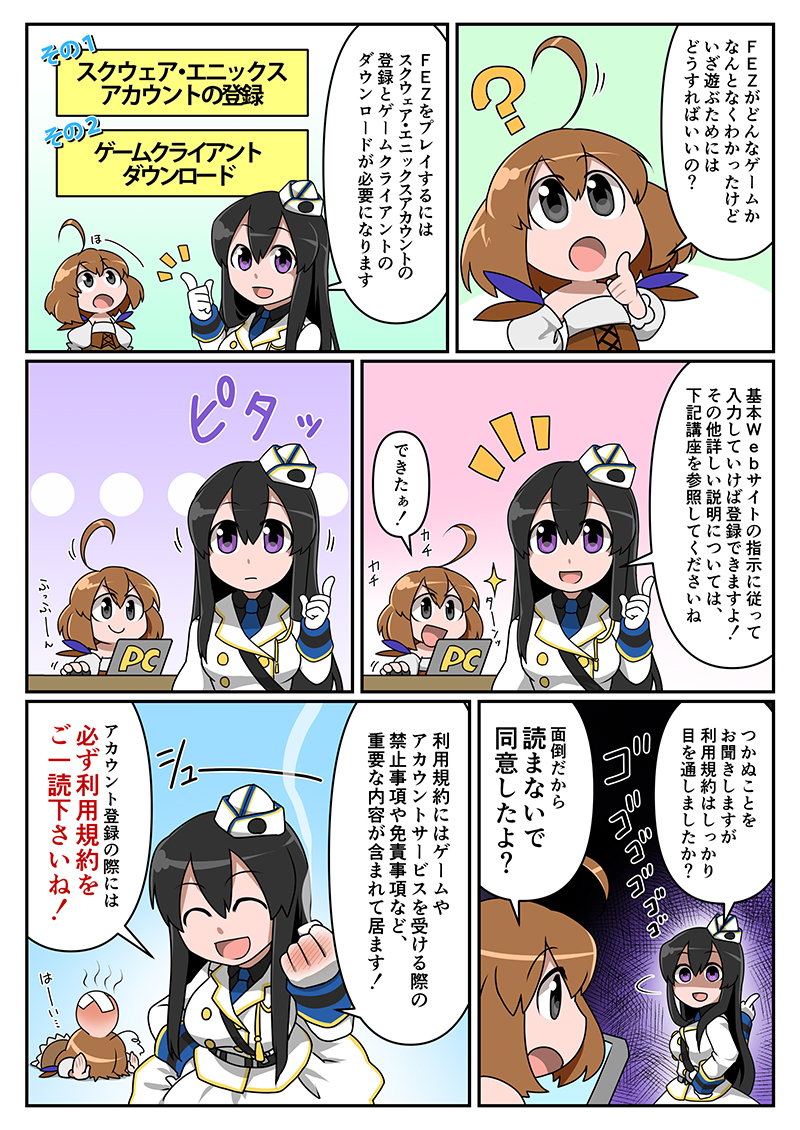 FEZがどんなゲームか
なんとなくわかったけど
いざ遊ぶためには
どうすればいいの？
？
FEZをプレイするには
スクウェア・エニックスアカウントの
登録とゲームクライアントの
ダウンロードが必要になります
その1
スクウェア・エニックス
アカウントの登録
その2
ゲームクライアント
ダウンロード
ほー
基本Webサイトの指示に従って
入力していけば登録できますよ！
その他詳しい説明については、
下記講座を参照してくださいね
できたぁ！
カチ
カチ
ターンッ
PC
ピタッ
ふっふーーん
PC
つかぬことを
お聞きしますが
利用規約はしっかり
目を通しましたか？
ゴゴゴゴゴゴ
面倒だから
読まないで
同意したよ？
利用規約にはゲームや
アカウントサービスを受ける際の
禁止事項や免責事項など、
重要な内容が含まれて居ます！
シュー
アカウント登録の際には
必ず利用規約を
ご一読下さいね！
はーい…